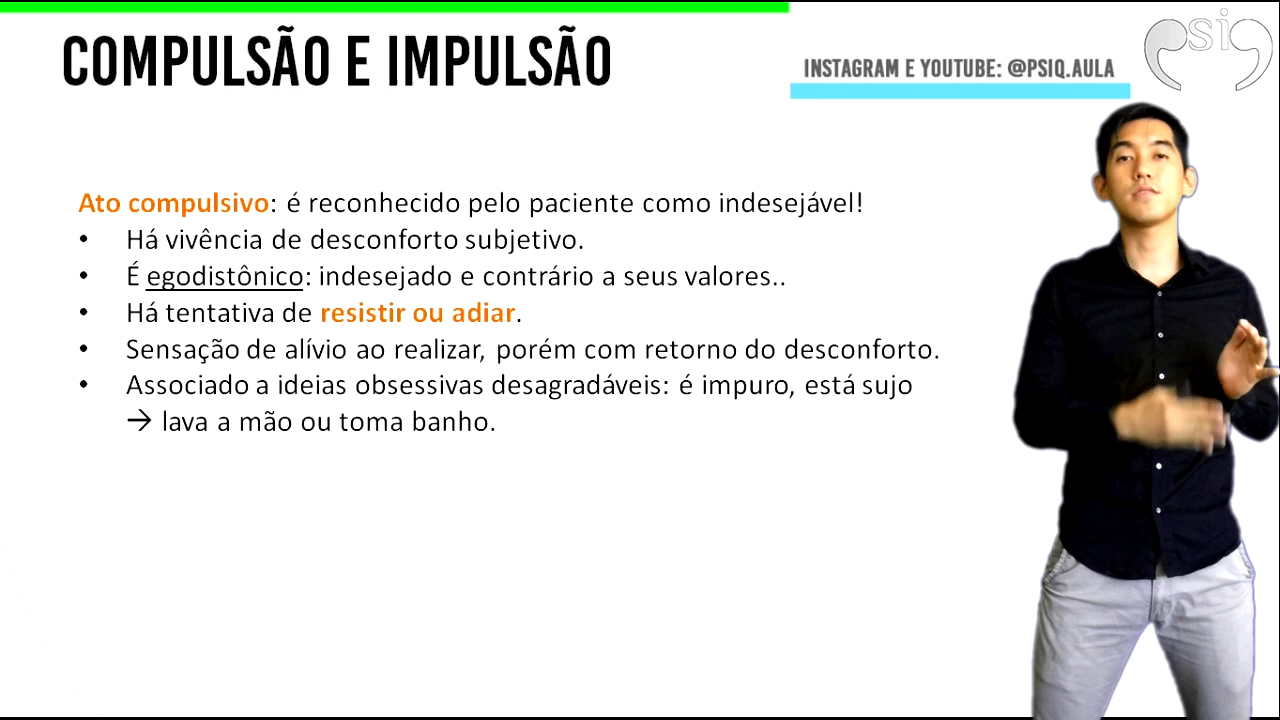 COMPULSÃO E IMPULSÃO
INSTAGRAM E YOUTUBE: @PSIQ.AULA
psiq
Ato compulsivo: é reconhecido pelo paciente como indesejável!
• Há vivência de desconforto subjetivo.
• É egodistônico: indesejado e contrário a seus valores..
• Há tentativa de resistir ou adiar.
• Sensação de alívio ao realizar, porém com retorno do desconforto.
• Associado a ideias obsessivas desagradáveis: é impuro, está sujo
→ lava a mão ou toma banho.